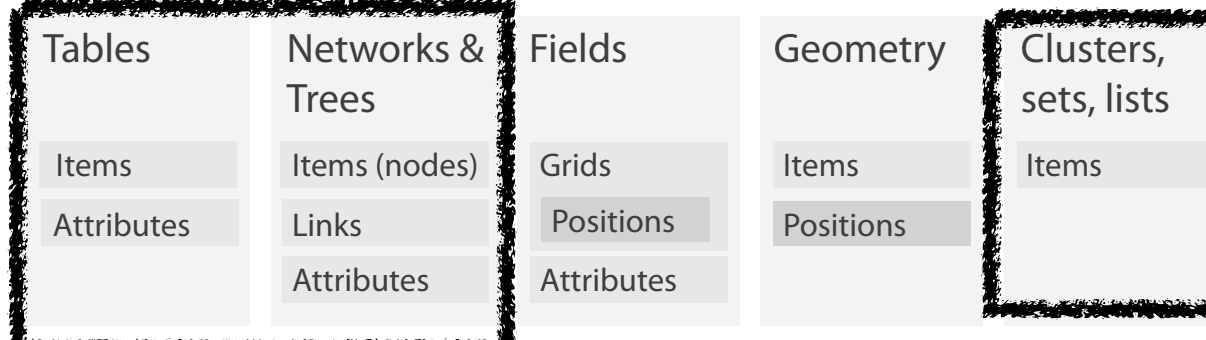 Tables
Items
Attributes
Networks &
Trees
Items (nodes)
Links
Attributes
Fields
Grids
Positions
Attributes
Geometry
Items
Positions
Clusters,
sets, lists
Items